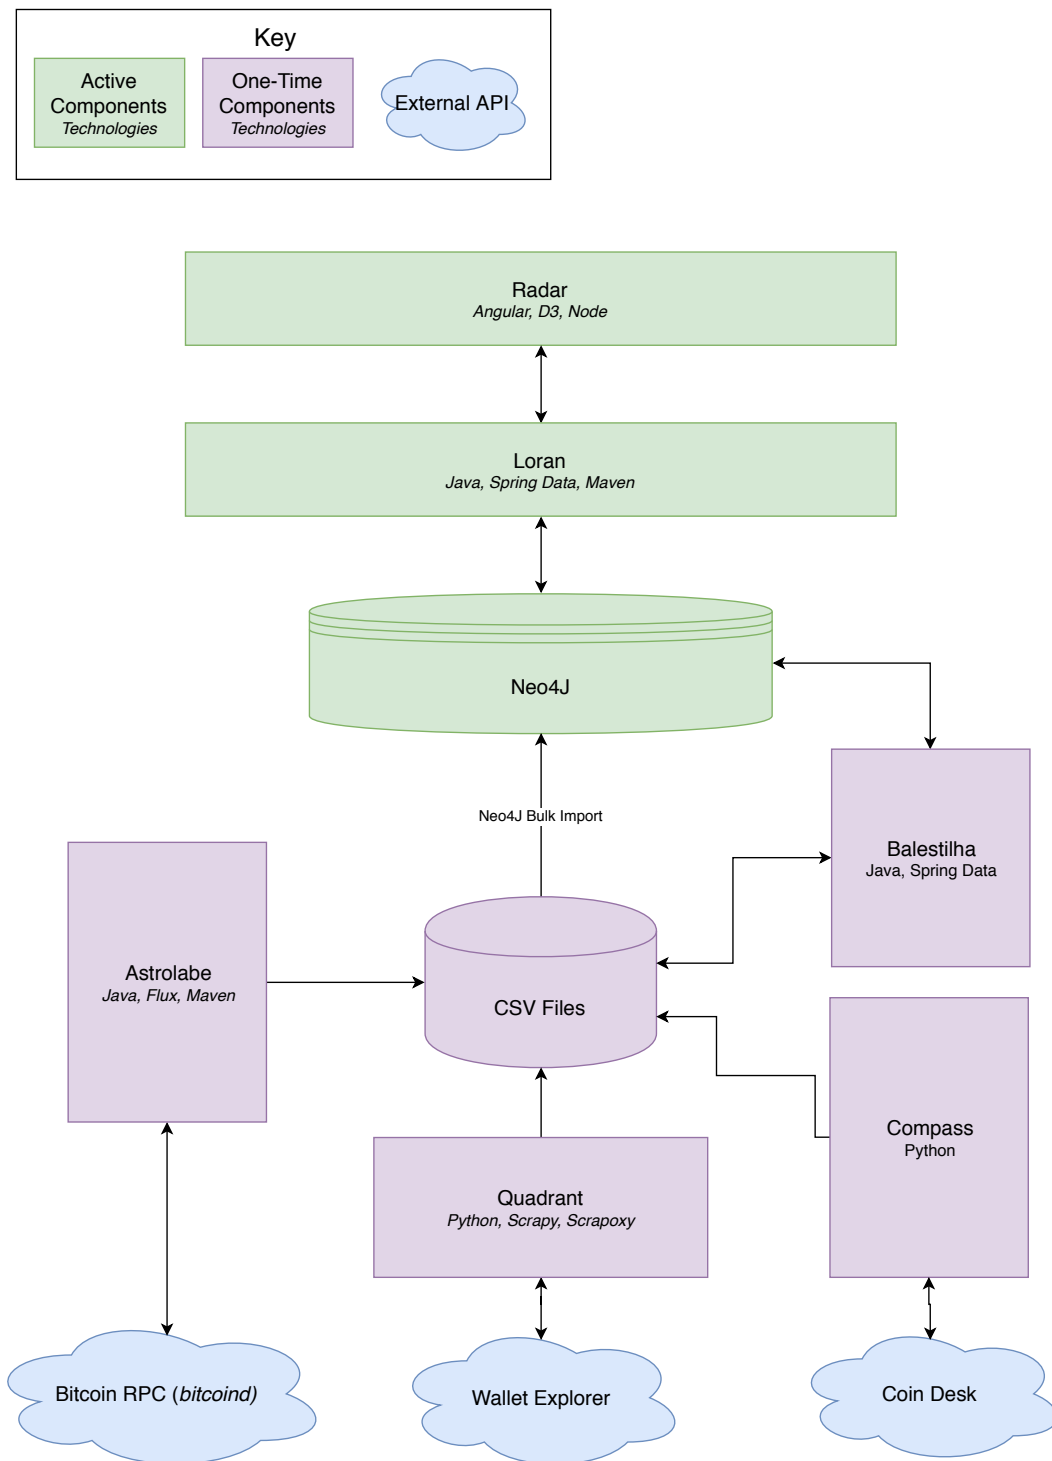 Key
Active
Components
Technologies
One-Time
Components
Technologies
External API
Radar
Angular, D3, Node
Loran
Java, Spring Data, Maven
Neo4J
Neo4J Bulk Import
Balestilha
Java, Spring Data
Astrolabe
Java, Flux, Maven
CSV Files
Compass
Python
Quadrant
Python, Scrapy, Scrapoxy
Bitcoin RPC (bitcoind)
Wallet Explorer
Coin Desk